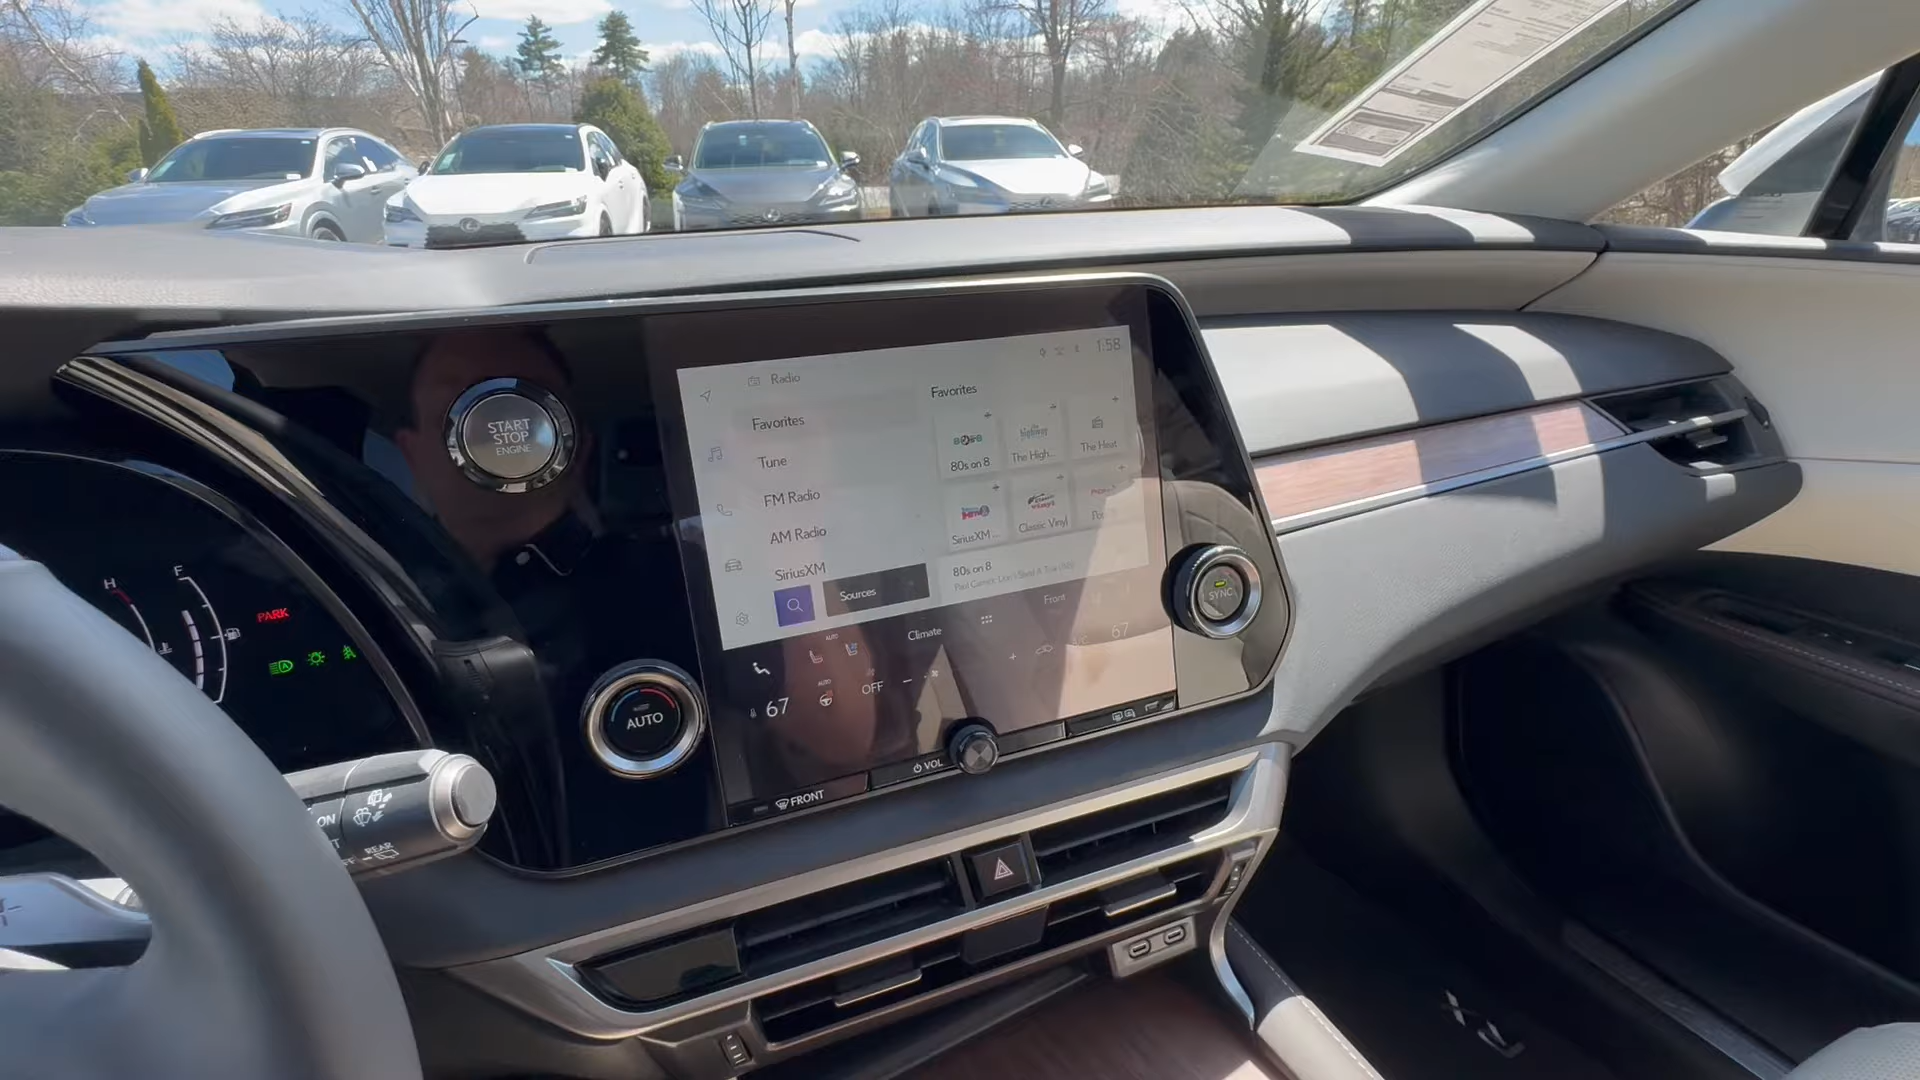 START
STOP
ENGINE
Radio
1:58
Favorites
Favorites
Tune
80s on 8
The High...
The Heat
FM Radio
AM Radio
SiriusXM ...
Classic Vinyl
SiriusXM
80s on 8
Sources
Front
Climate
AUTO
AUTO
67
67
OFF
AUTO
SYNC
VOL
FRONT
H
F
PARK
ON
REAR